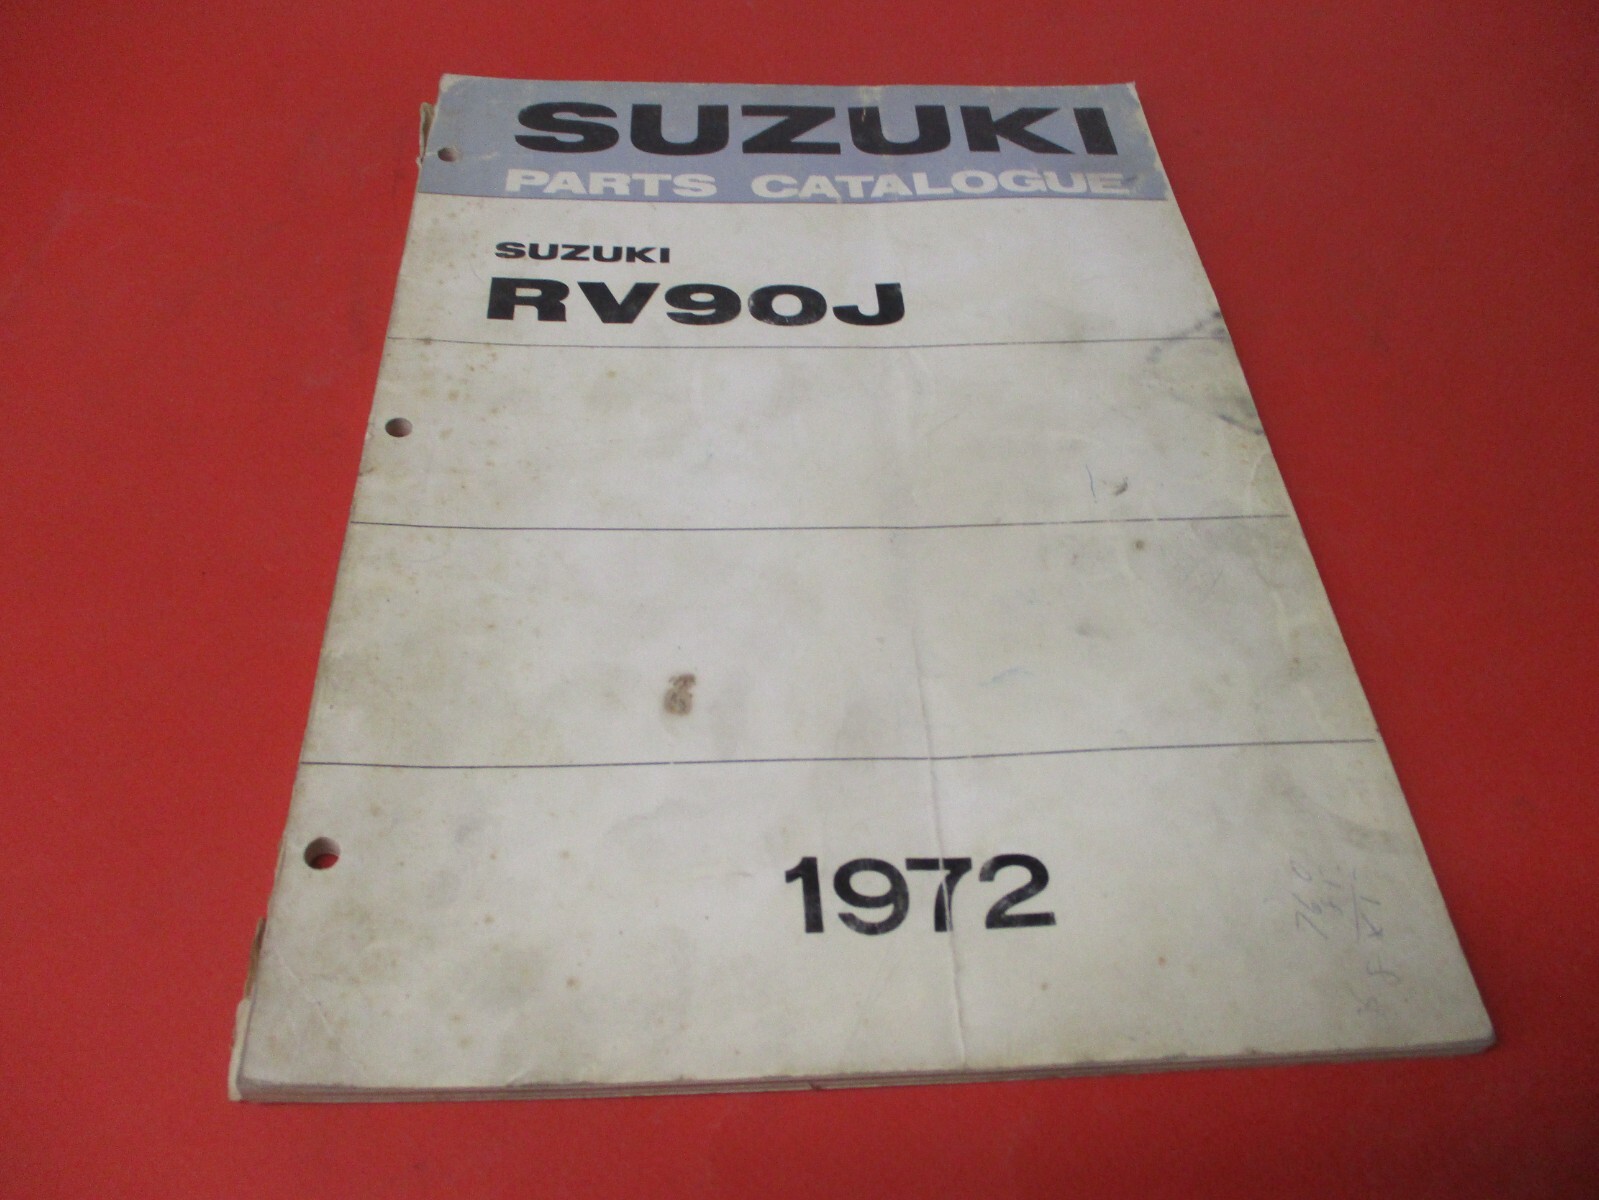 SUZUKI
PARTS CATALOGUE
SUZUKI
RV90J
1972